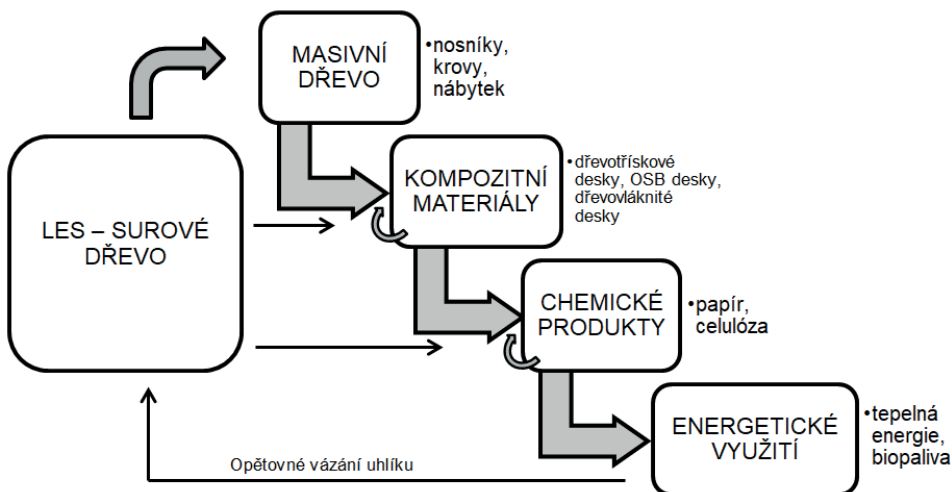 MASIVNÍ
DŘEVO
•nosníky,
krovy,
nábytek
LES – SUROVÉ
DŘEVO
KOMPOZITNÍ
MATERIÁLY
•dřevotřískové
desky, OSB desky,
dřevovláknité
desky
CHEMICKÉ
PRODUKTY
•papír,
celulóza
ENERGETICKÉ
VYUŽITÍ
•tepelná
energie,
biopaliva
Opětovné vázání uhlíku